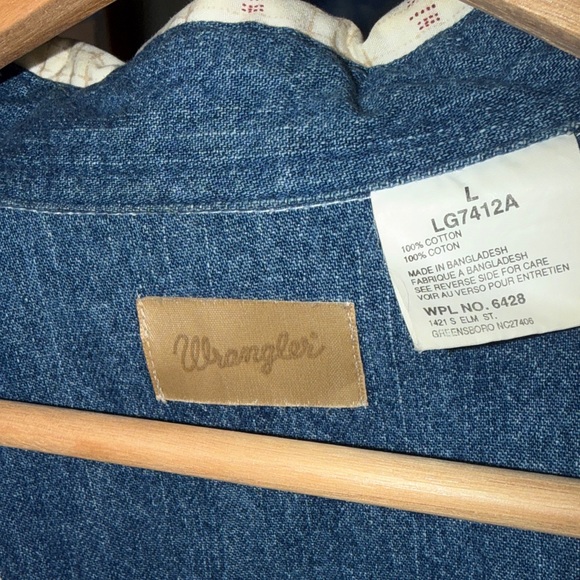 L
LG7412A
100% COTTON
100% COTON
MADE IN BANGLADESH
FABRIQUE A BANGLADESH
SEE REVERSE SIDE FOR CARE
VOIR AU VERSO POUR ENTRETIEN
WPL NO. 6428
1421 S. ELM ST.
GREENSBORO NC27406
Wrangler